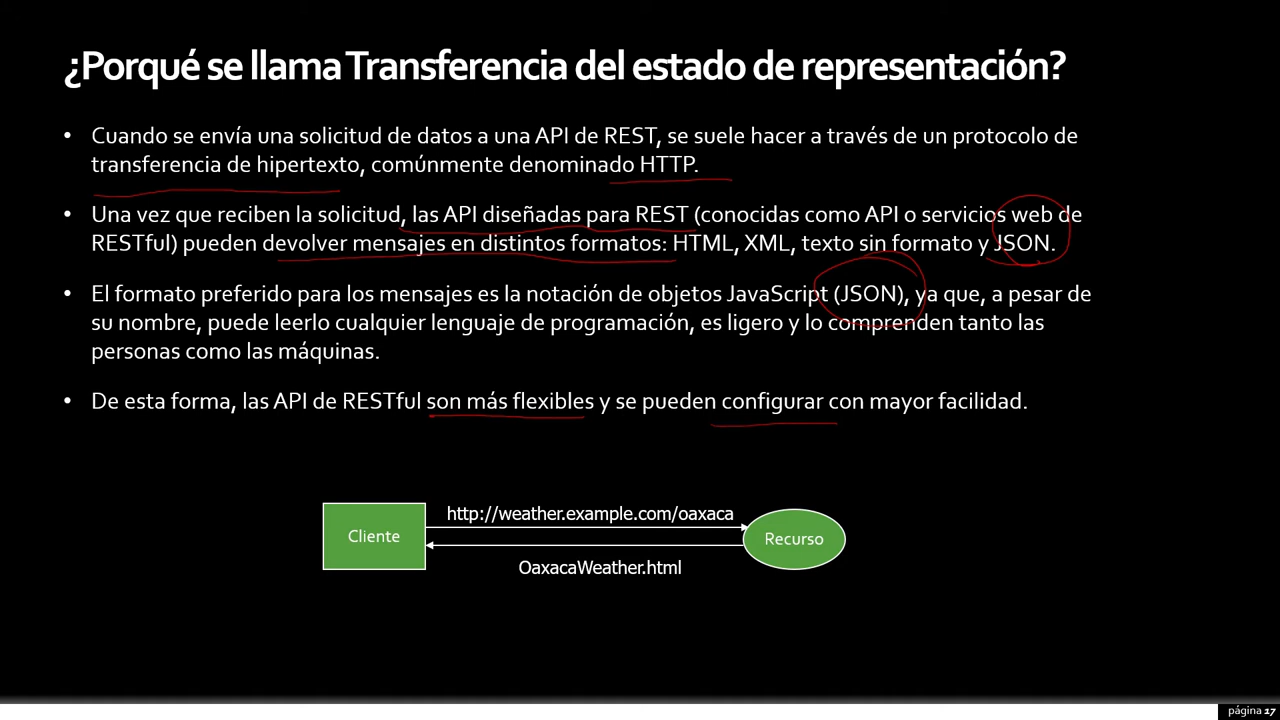 ¿Porqué se llama Transferencia del estado de representación?
• Cuando se envía una solicitud de datos a una API de REST, se suele hacer a través de un protocolo de
transferencia de hipertexto, comúnmente denominado HTTP.
• Una vez que reciben la solicitud, las API diseñadas para REST (conocidas como API o servicios web de
RESTful) pueden devolver mensajes en distintos formatos: HTML, XML, texto sin formato y JSON.
• El formato preferido para los mensajes es la notación de objetos JavaScript (JSON), ya que, a pesar de
su nombre, puede leerlo cualquier lenguaje de programación, es ligero y lo comprenden tanto las
personas como las máquinas.
• De esta forma, las API de RESTful son más flexibles y se pueden configurar con mayor facilidad.
http://weather.example.com/oaxaca
Cliente
Recurso
OaxacaWeather.html
página 17